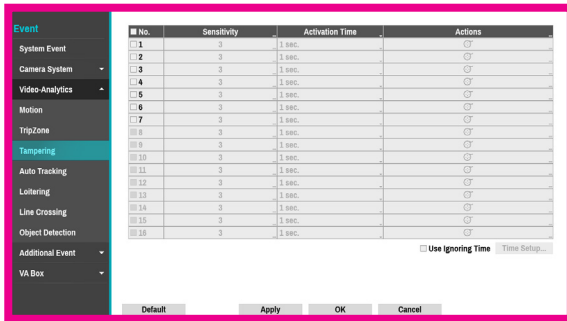 Event
System Event
Camera System
Video-Analytics
Motion
TripZone
Tampering
Auto Tracking
Loitering
Line Crossing
Object Detection
Additional Event
VA Box
No. Sensitivity Activation Time Actions
1 3 1 sec.
2 3 1 sec.
3 3 1 sec.
4 3 1 sec.
5 3 1 sec.
6 3 1 sec.
7 3 1 sec.
8 3 1 sec.
9 3 1 sec.
10 3 1 sec.
11 3 1 sec.
12 3 1 sec.
13 3 1 sec.
14 3 1 sec.
15 3 1 sec.
16 3 1 sec.
Use Ignoring Time Time Setup...
Default Apply OK Cancel